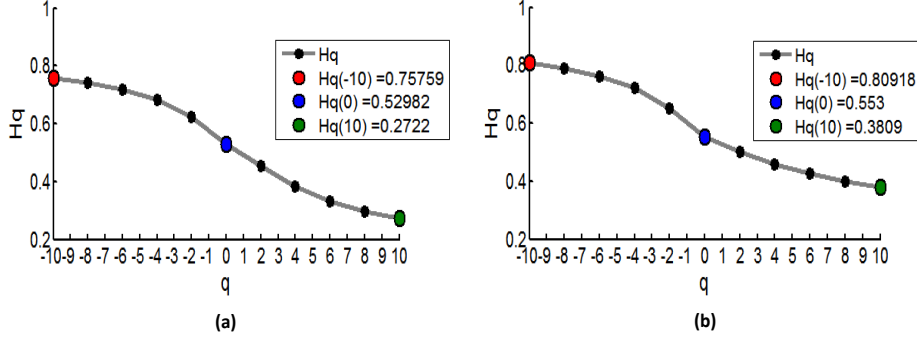 1
0.8
0.6
0.4
0.2
Hq
Hq
Hq(-10) =0.75759
Hq(0) =0.52982
Hq(10) =0.2722
-10 -9 -8 -7 -6 -5 -4 -3 -2 -1 0 1 2 3 4 5 6 7 8 9 10
q
(a)
1
0.8
0.6
0.4
0.2
Hq
Hq
Hq(-10) =0.80918
Hq(0) =0.553
Hq(10) =0.3809
-10 -9 -8 -7 -6 -5 -4 -3 -2 -1 0 1 2 3 4 5 6 7 8 9 10
q
(b)